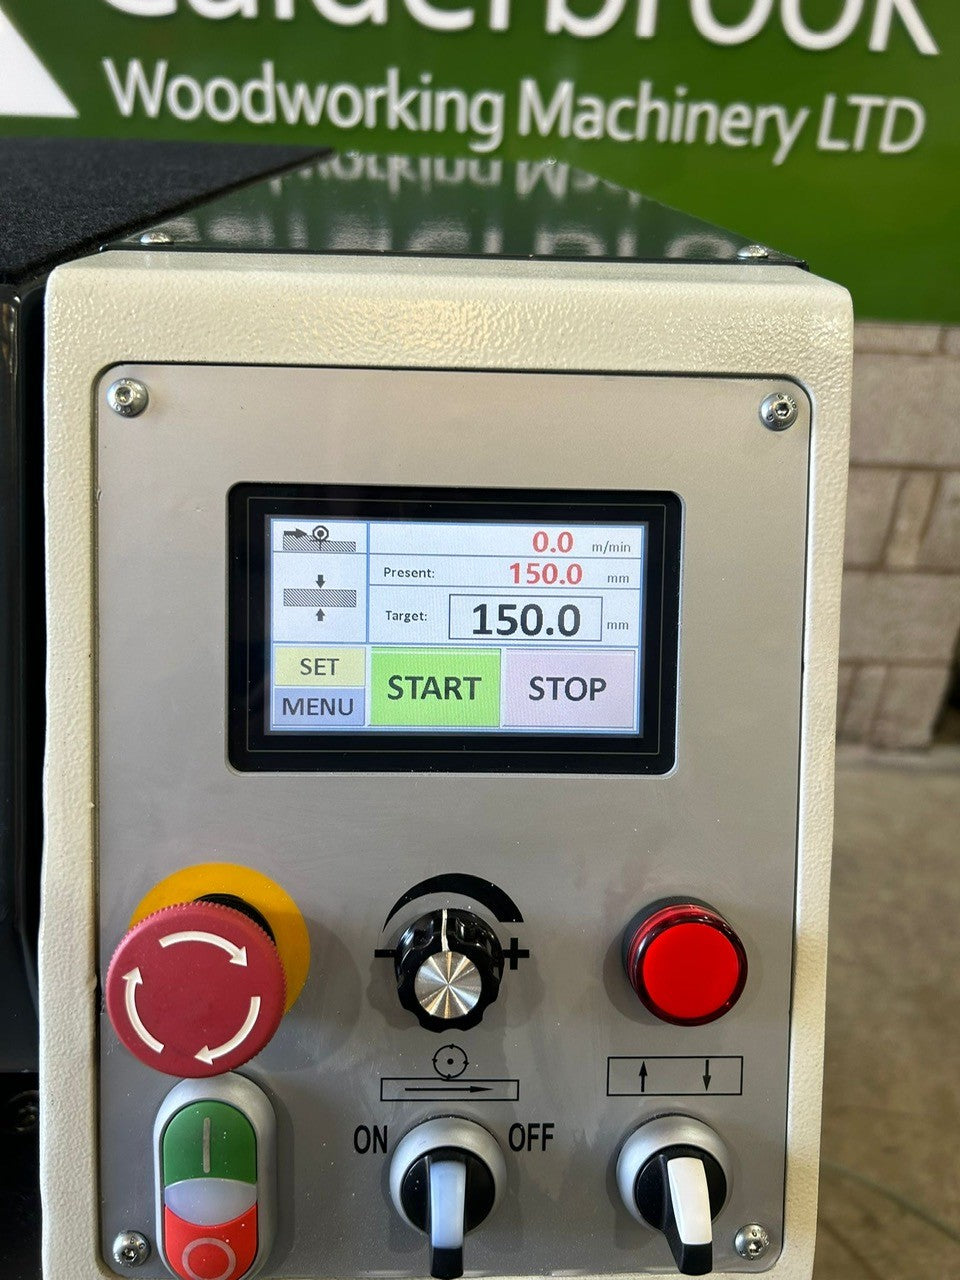 Calderbrook
Woodworking Machinery LTD
0.0 m/min
Present: 150.0 mm
Target: 150.0 mm
SET
MENU
START
STOP
- +
ON OFF